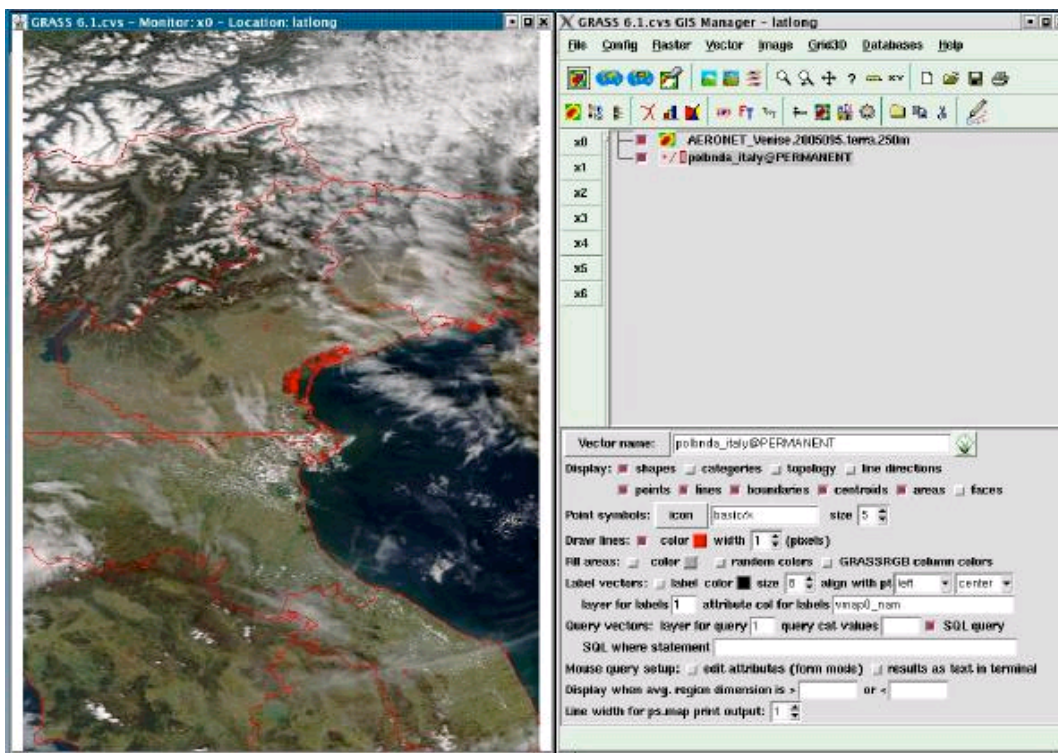 GRASS 6.1.cvs - Monitor: x0 - Location: latlong
GRASS 6.1.cvs GIS Manager - latlong
File Config Raster Vector Image Grid3D Databases Help
x0
x1
x2
x3
x4
x5
x6
AERONET_Venise.2005095.terra.250m
polbnda_italy@PERMANENT
Vector name: polbnda_italy@PERMANENT
Display: shapes categories topology line directions
points lines boundaries centroids areas faces
Point symbols: icon basic/x size 5
Draw lines: color width 1 (pixels)
Fill areas: color random colors GRASSRGB column colors
Label vectors: label color size 8 align with pt left center
layer for labels 1 attribute col for labels vmap0_nam
Query vectors: layer for query 1 query cat values SQL query
SQL where statement
Mouse query setup: edit attributes (form mode) results as text in terminal
Display when avg. region dimension is > or <
Line width for ps.map print output: 1